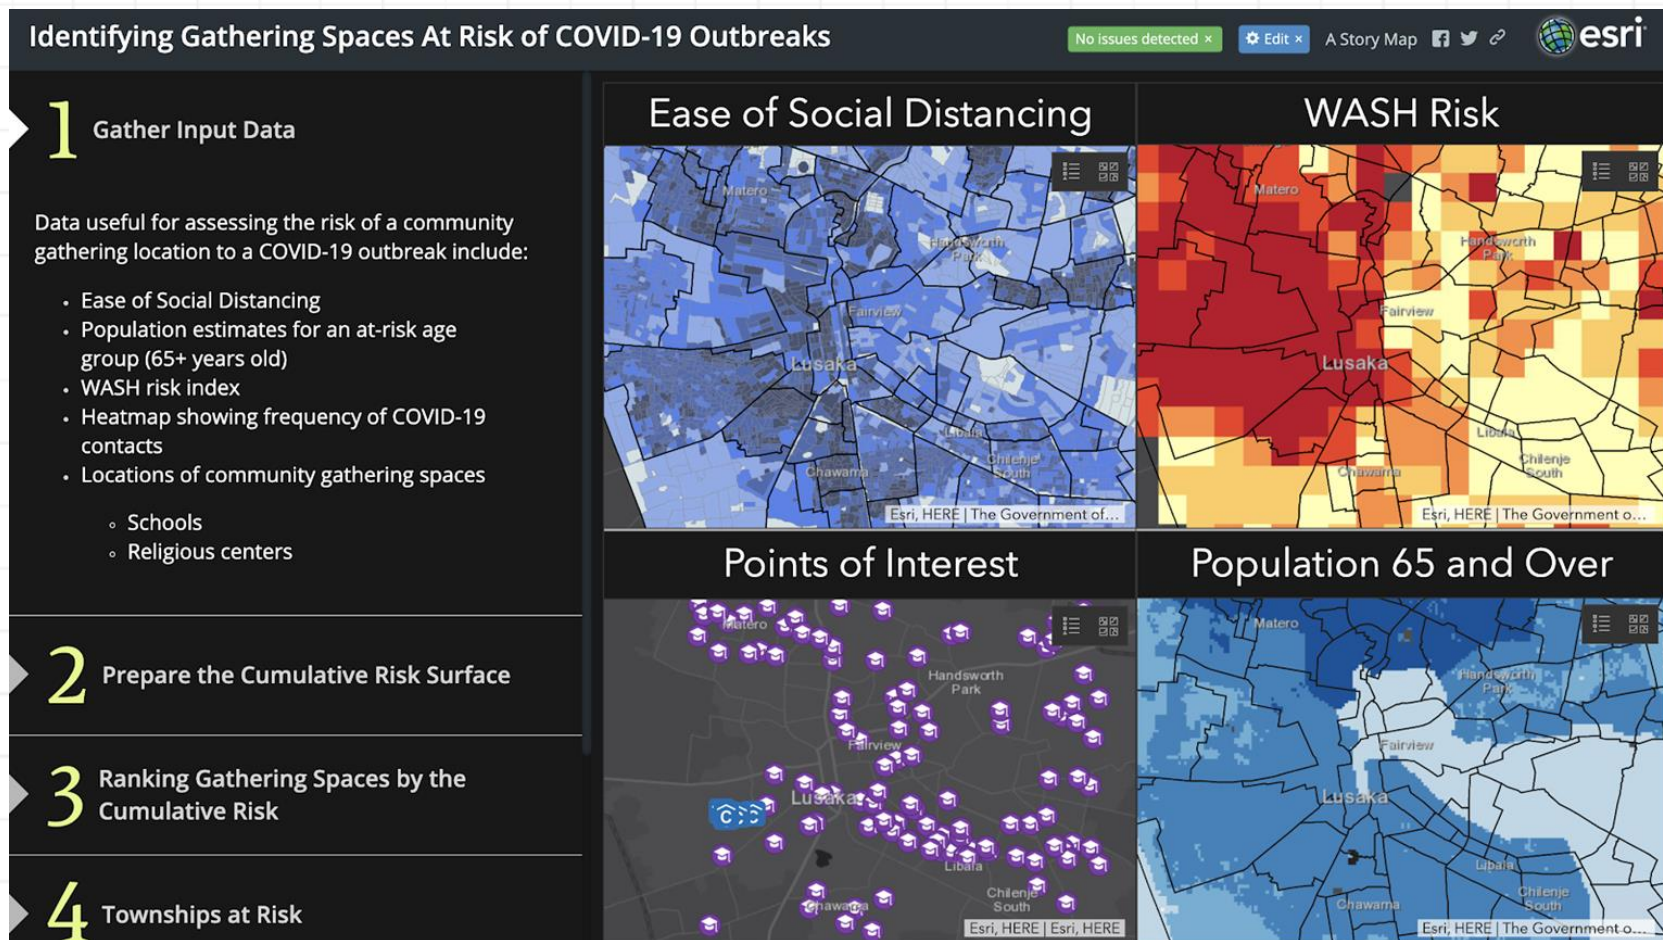 Identifying Gathering Spaces At Risk of COVID-19 Outbreaks
No issues detected ×
Edit ×
A Story Map
esri
1 Gather Input Data
Data useful for assessing the risk of a community
gathering location to a COVID-19 outbreak include:
• Ease of Social Distancing
• Population estimates for an at-risk age
group (65+ years old)
• WASH risk index
• Heatmap showing frequency of COVID-19
contacts
• Locations of community gathering spaces
◦ Schools
◦ Religious centers
2 Prepare the Cumulative Risk Surface
3 Ranking Gathering Spaces by the
Cumulative Risk
4 Townships at Risk
Ease of Social Distancing
Matero
Handsworth
Park
Fairview
Lusaka
Libala
Chilenje
South
Chawama
Esri, HERE | The Government of...
WASH Risk
Matero
Handsworth
Park
Fairview
Lusaka
Libala
Chilenje
South
Chawama
Esri, HERE | The Government o...
Points of Interest
Matero
Handsworth
Park
Fairview
Lusaka
C
Libala
Chilenje
South
Chawama
Esri, HERE | Esri, HERE
Population 65 and Over
Matero
Handsworth
Park
Fairview
Lusaka
Libala
Chilenje
South
Chawama
Esri, HERE | The Government o...